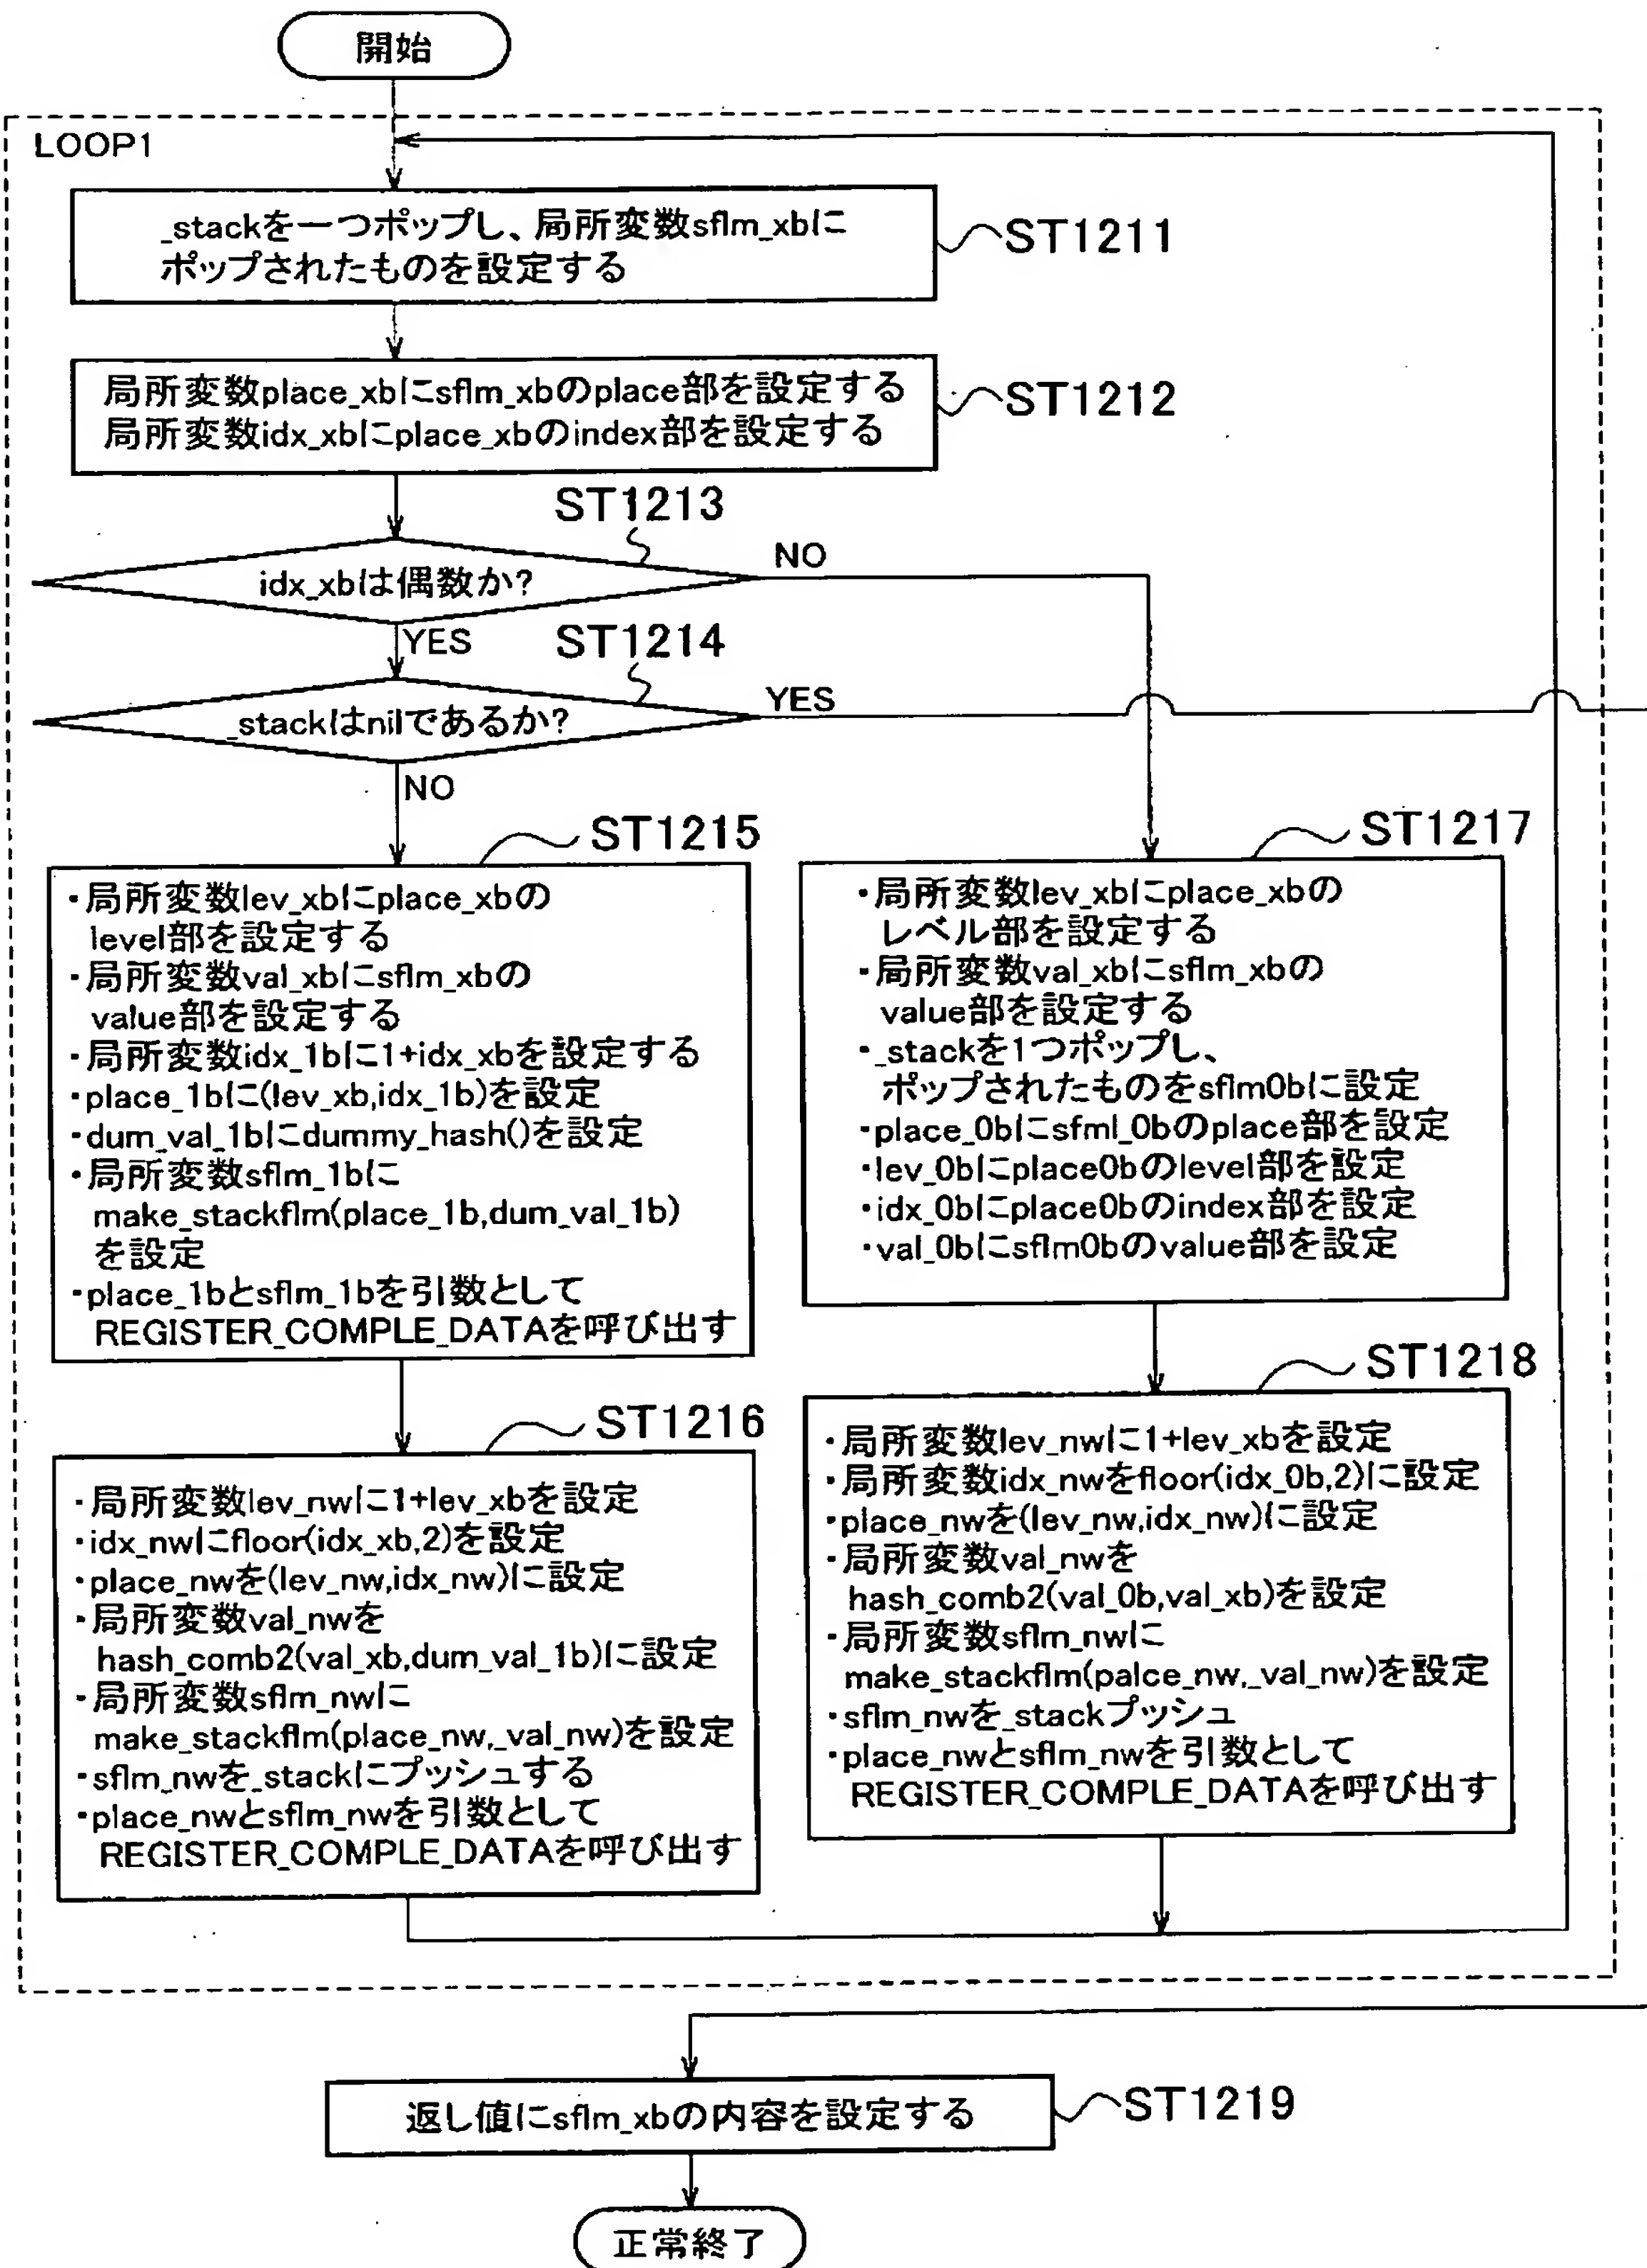 開始
LOOP1
_stackを一つポップし、局所変数sflm_xbに
ポップされたものを設定する
ST1211
局所変数place_xbにsflm_xbのplace部を設定する
局所変数idx_xbにplace_xbのindex部を設定する
ST1212
ST1213
idx_xbは偶数か?
NO
YES
ST1214
_stackはnilであるか?
YES
NO
ST1215
・局所変数lev_xbにplace_xbの
level部を設定する
・局所変数val_xbにsflm_xbの
value部を設定する
・局所変数idx_1bに1+idx_xbを設定する
・place_1bに(lev_xb,idx_1b)を設定
・dum_val_1bにdummy_hash()を設定
・局所変数sflm_1bに
make_stackflm(place_1b,dum_val_1b)
を設定
・place_1bとsflm_1bを引数として
REGISTER_COMPLE_DATAを呼び出す
ST1216
・局所変数lev_nwに1+lev_xbを設定
・idx_nwにfloor(idx_xb,2)を設定
・place_nwを(lev_nw,idx_nw)に設定
・局所変数val_nwを
hash_comb2(val_xb,dum_val_1b)に設定
・局所変数sflm_nwに
make_stackflm(place_nw,_val_nw)を設定
・sflm_nwを_stackにプッシュする
・place_nwとsflm_nwを引数として
REGISTER_COMPLE_DATAを呼び出す
ST1217
・局所変数lev_xbにplace_xbの
レベル部を設定する
・局所変数val_xbにsflm_xbの
value部を設定する
・_stackを1つポップし、
ポップされたものをsflm0bに設定
・place_0bにsfml_0bのplace部を設定
・lev_0bにplace0bのlevel部を設定
・idx_0bにplace0bのindex部を設定
・val_0bにsflm0bのvalue部を設定
ST1218
・局所変数lev_nwに1+lev_xbを設定
・局所変数idx_nwをfloor(idx_0b,2)に設定
・place_nwを(lev_nw,idx_nw)に設定
・局所変数val_nwを
hash_comb2(val_0b,val_xb)を設定
・局所変数sflm_nwに
make_stackflm(palce_nw,_val_nw)を設定
・sflm_nwを_stackプッシュ
・place_nwとsflm_nwを引数として
REGISTER_COMPLE_DATAを呼び出す
返し値にsflm_xbの内容を設定する
ST1219
正常終了